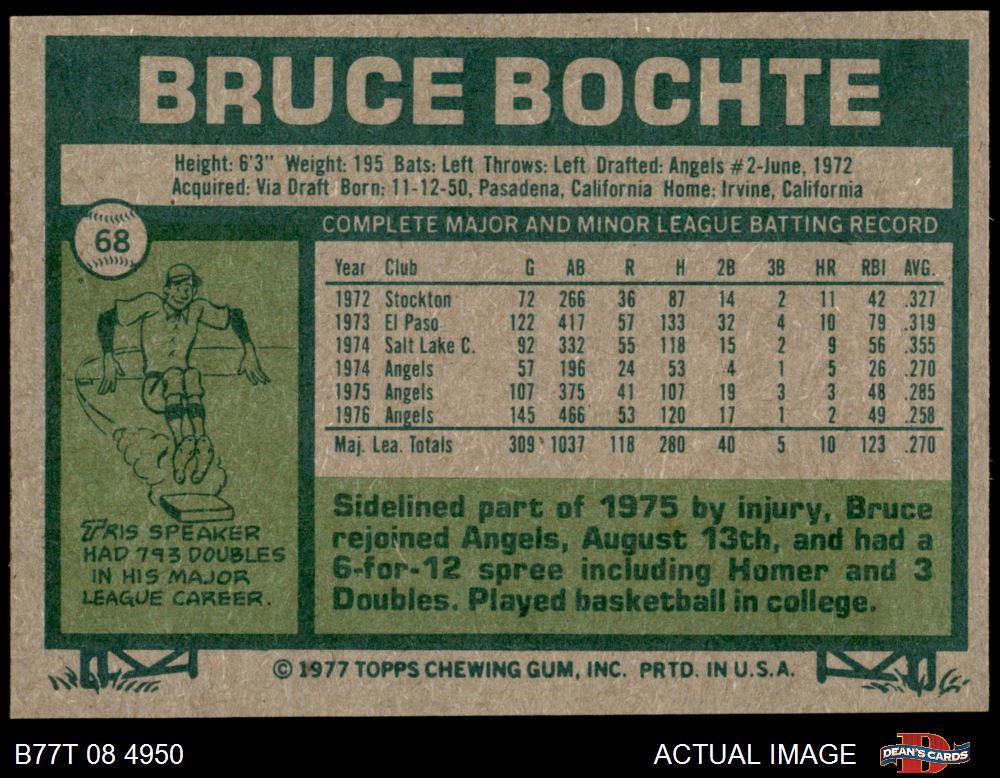 BRUCE BOCHTE
Height: 6'3" Weight: 195 Bats: Left Throws: Left Drafted: Angels #2-June, 1972
Acquired: Via Draft Born: 11-12-50, Pasadena, California Home: Irvine, California
68
COMPLETE MAJOR AND MINOR LEAGUE BATTING RECORD
Year Club G AB R H 2B 3B HR RBI AVG.
1972 Stockton 72 266 36 87 14 2 11 42 .327
1973 El Paso 122 417 57 133 32 4 10 79 .319
1974 Salt Lake C. 92 332 55 118 15 2 9 56 .355
1974 Angels 57 196 24 53 4 1 5 26 .270
1975 Angels 107 375 41 107 19 3 3 48 .285
1976 Angels 145 466 53 120 17 1 2 49 .258
Maj. Lea. Totals 309 1037 118 280 40 5 10 123 .270
TRIS SPEAKER
HAD 793 DOUBLES
IN HIS MAJOR
LEAGUE CAREER.
Sidelined part of 1975 by injury, Bruce
rejoined Angels, August 13th, and had a
6-for-12 spree including Homer and 3
Doubles. Played basketball in college.
© 1977 TOPPS CHEWING GUM, INC. PRTD. IN U.S.A.
B77T 08 4950
ACTUAL IMAGE
D
DEAN'S CARDS